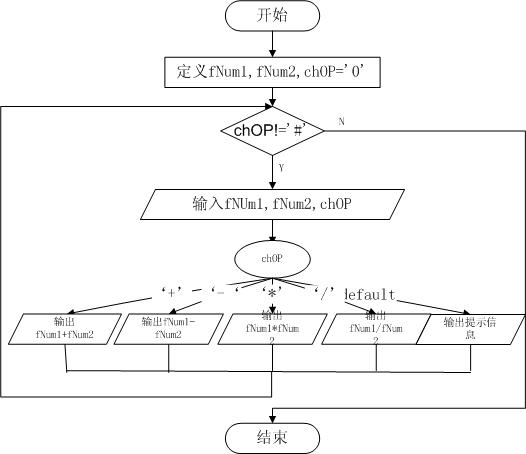 开始
定义fNum1,fNum2,chOP='0'
chOP!='#'
N
Y
输入fNUm1,fNum2,chOP
chOP
‘+’ ‘-‘ ‘*’ ‘/’ default
输出
fNum1+fNum2
输出fNum1-
fNum2
输出
fNum1*fNum
2
输出
fNum1/fNum
2
输出提示信
息
结束